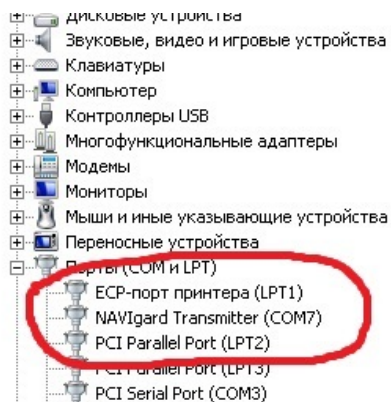 Дисковые устройства
Звуковые, видео и игровые устройства
Клавиатуры
Компьютер
Контроллеры USB
Многофункциональные адаптеры
Модемы
Мониторы
Мыши и иные указывающие устройства
Переносные устройства
Порты (COM и LPT)
ECP-порт принтера (LPT1)
NAVIgard Transmitter (COM7)
PCI Parallel Port (LPT2)
PCI Parallel Port (LPT3)
PCI Serial Port (COM3)